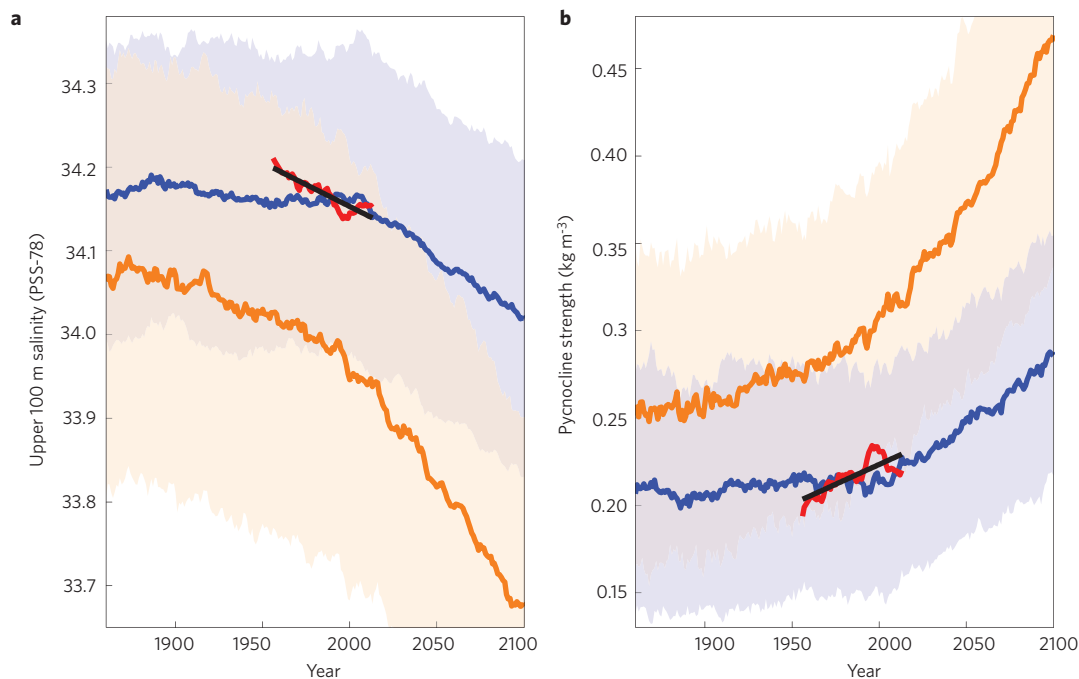 a
Upper 100 m salinity (PSS-78)
34.3
34.2
34.1
34.0
33.9
33.8
33.7
1900 1950 2000 2050 2100
Year
b
Pycnocline strength (kg m⁻³)
0.45
0.40
0.35
0.3
0.25
0.20
0.15
1900 1950 2000 2050 2100
Year